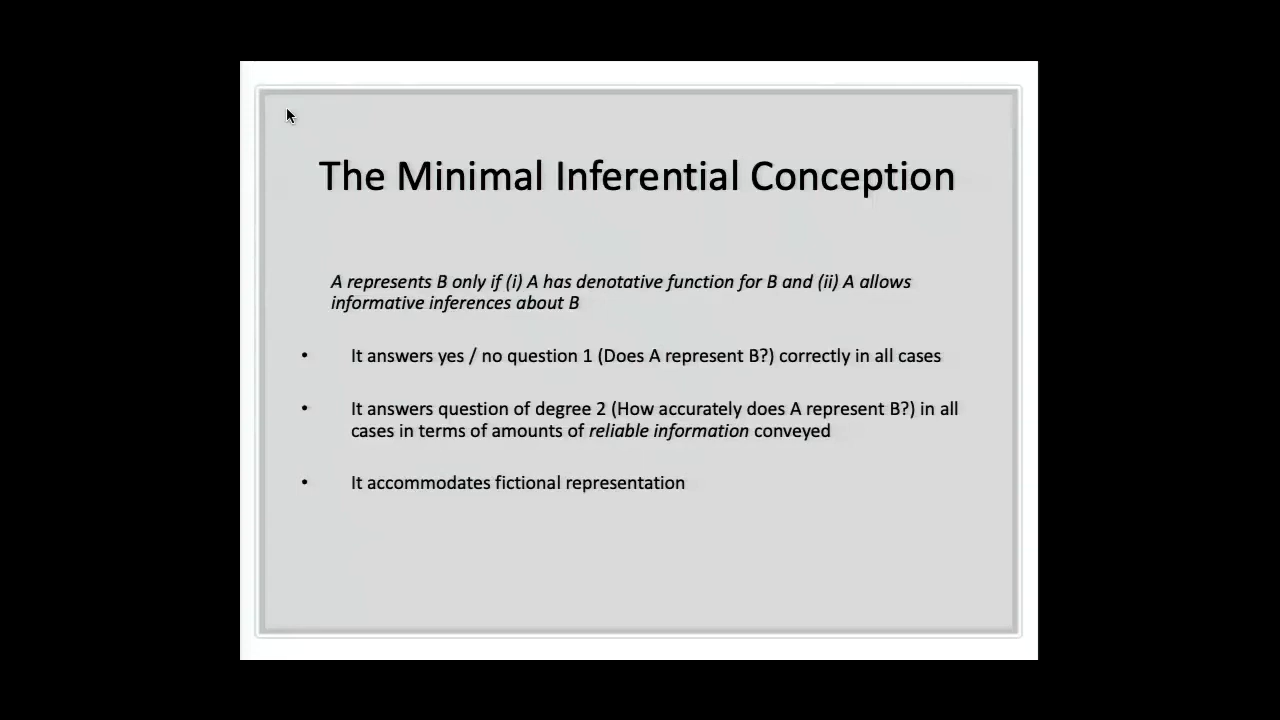 The Minimal Inferential Conception
A represents B only if (i) A has denotative function for B and (ii) A allows
informative inferences about B
• It answers yes / no question 1 (Does A represent B?) correctly in all cases
• It answers question of degree 2 (How accurately does A represent B?) in all
cases in terms of amounts of reliable information conveyed
• It accommodates fictional representation